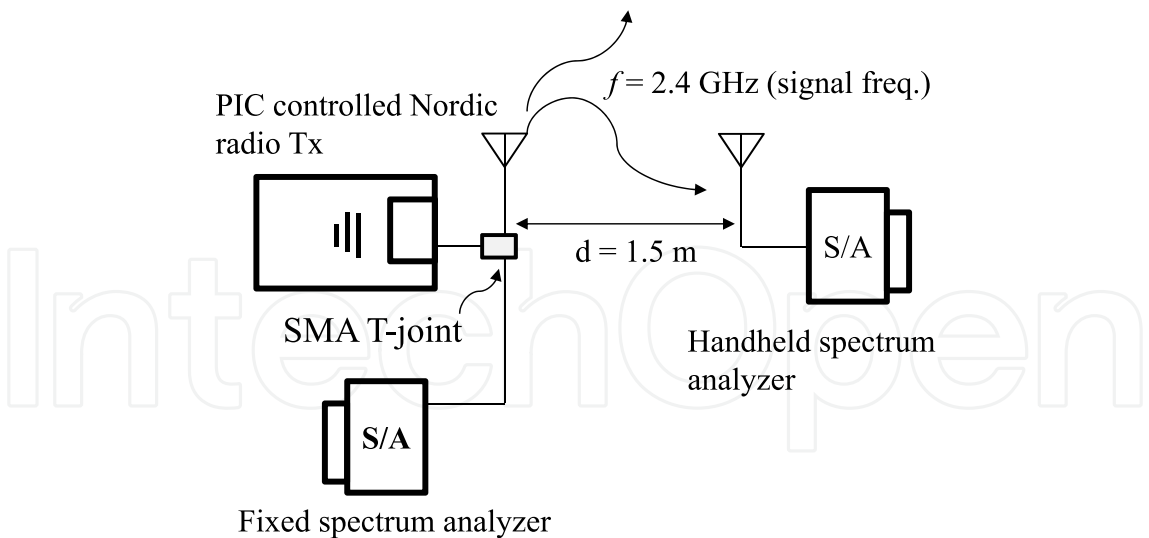 f = 2.4 GHz (signal freq.)
PIC controlled Nordic
radio Tx
d = 1.5 m
S/A
SMA T-joint
Handheld spectrum
analyzer
S/A
Fixed spectrum analyzer
IntechOpen